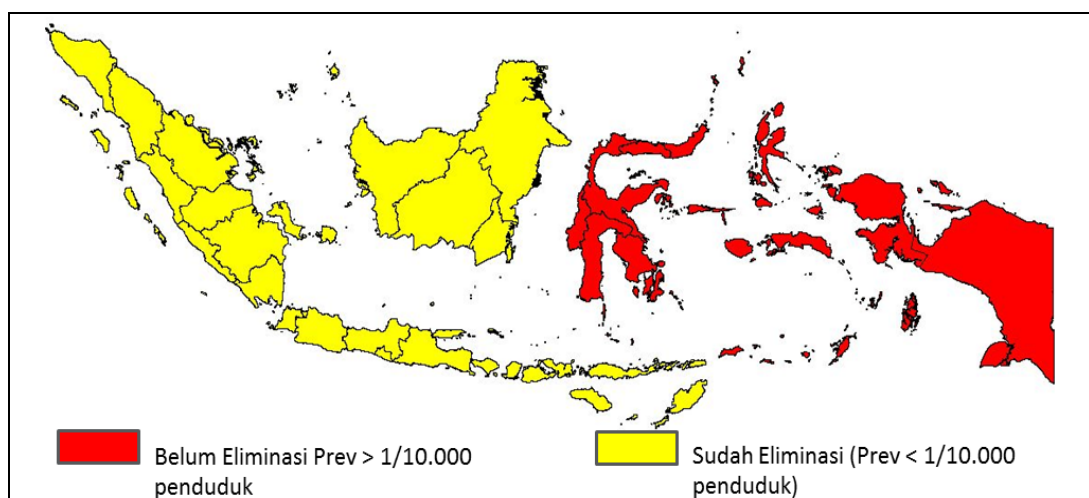 Belum Eliminasi Prev > 1/10.000
penduduk
Sudah Eliminasi (Prev < 1/10.000
penduduk)